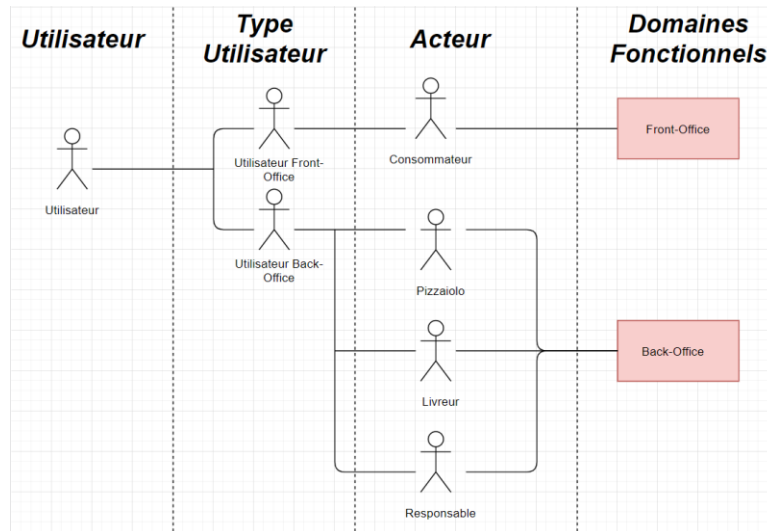 Utilisateur
Type
Utilisateur
Acteur
Domaines
Fonctionnels
Utilisateur
Utilisateur Front-
Office
Consommateur
Front-Office
Utilisateur Back-
Office
Pizzaiolo
Livreur
Back-Office
Responsable